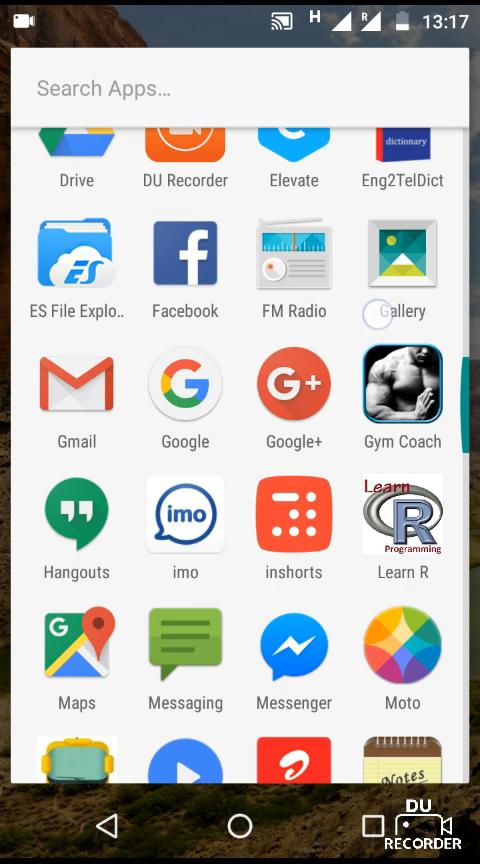 H R 13:17
Search Apps...
dictionary
Drive DU Recorder Elevate Eng2TelDict
ES
ES File Explo.. Facebook FM Radio Gallery
G G+
Gmail Google Google+ Gym Coach
imo
Learn
R
Programming
Hangouts imo inshorts Learn R
G
Maps Messaging Messenger Moto
Notes
DU
RECORDER